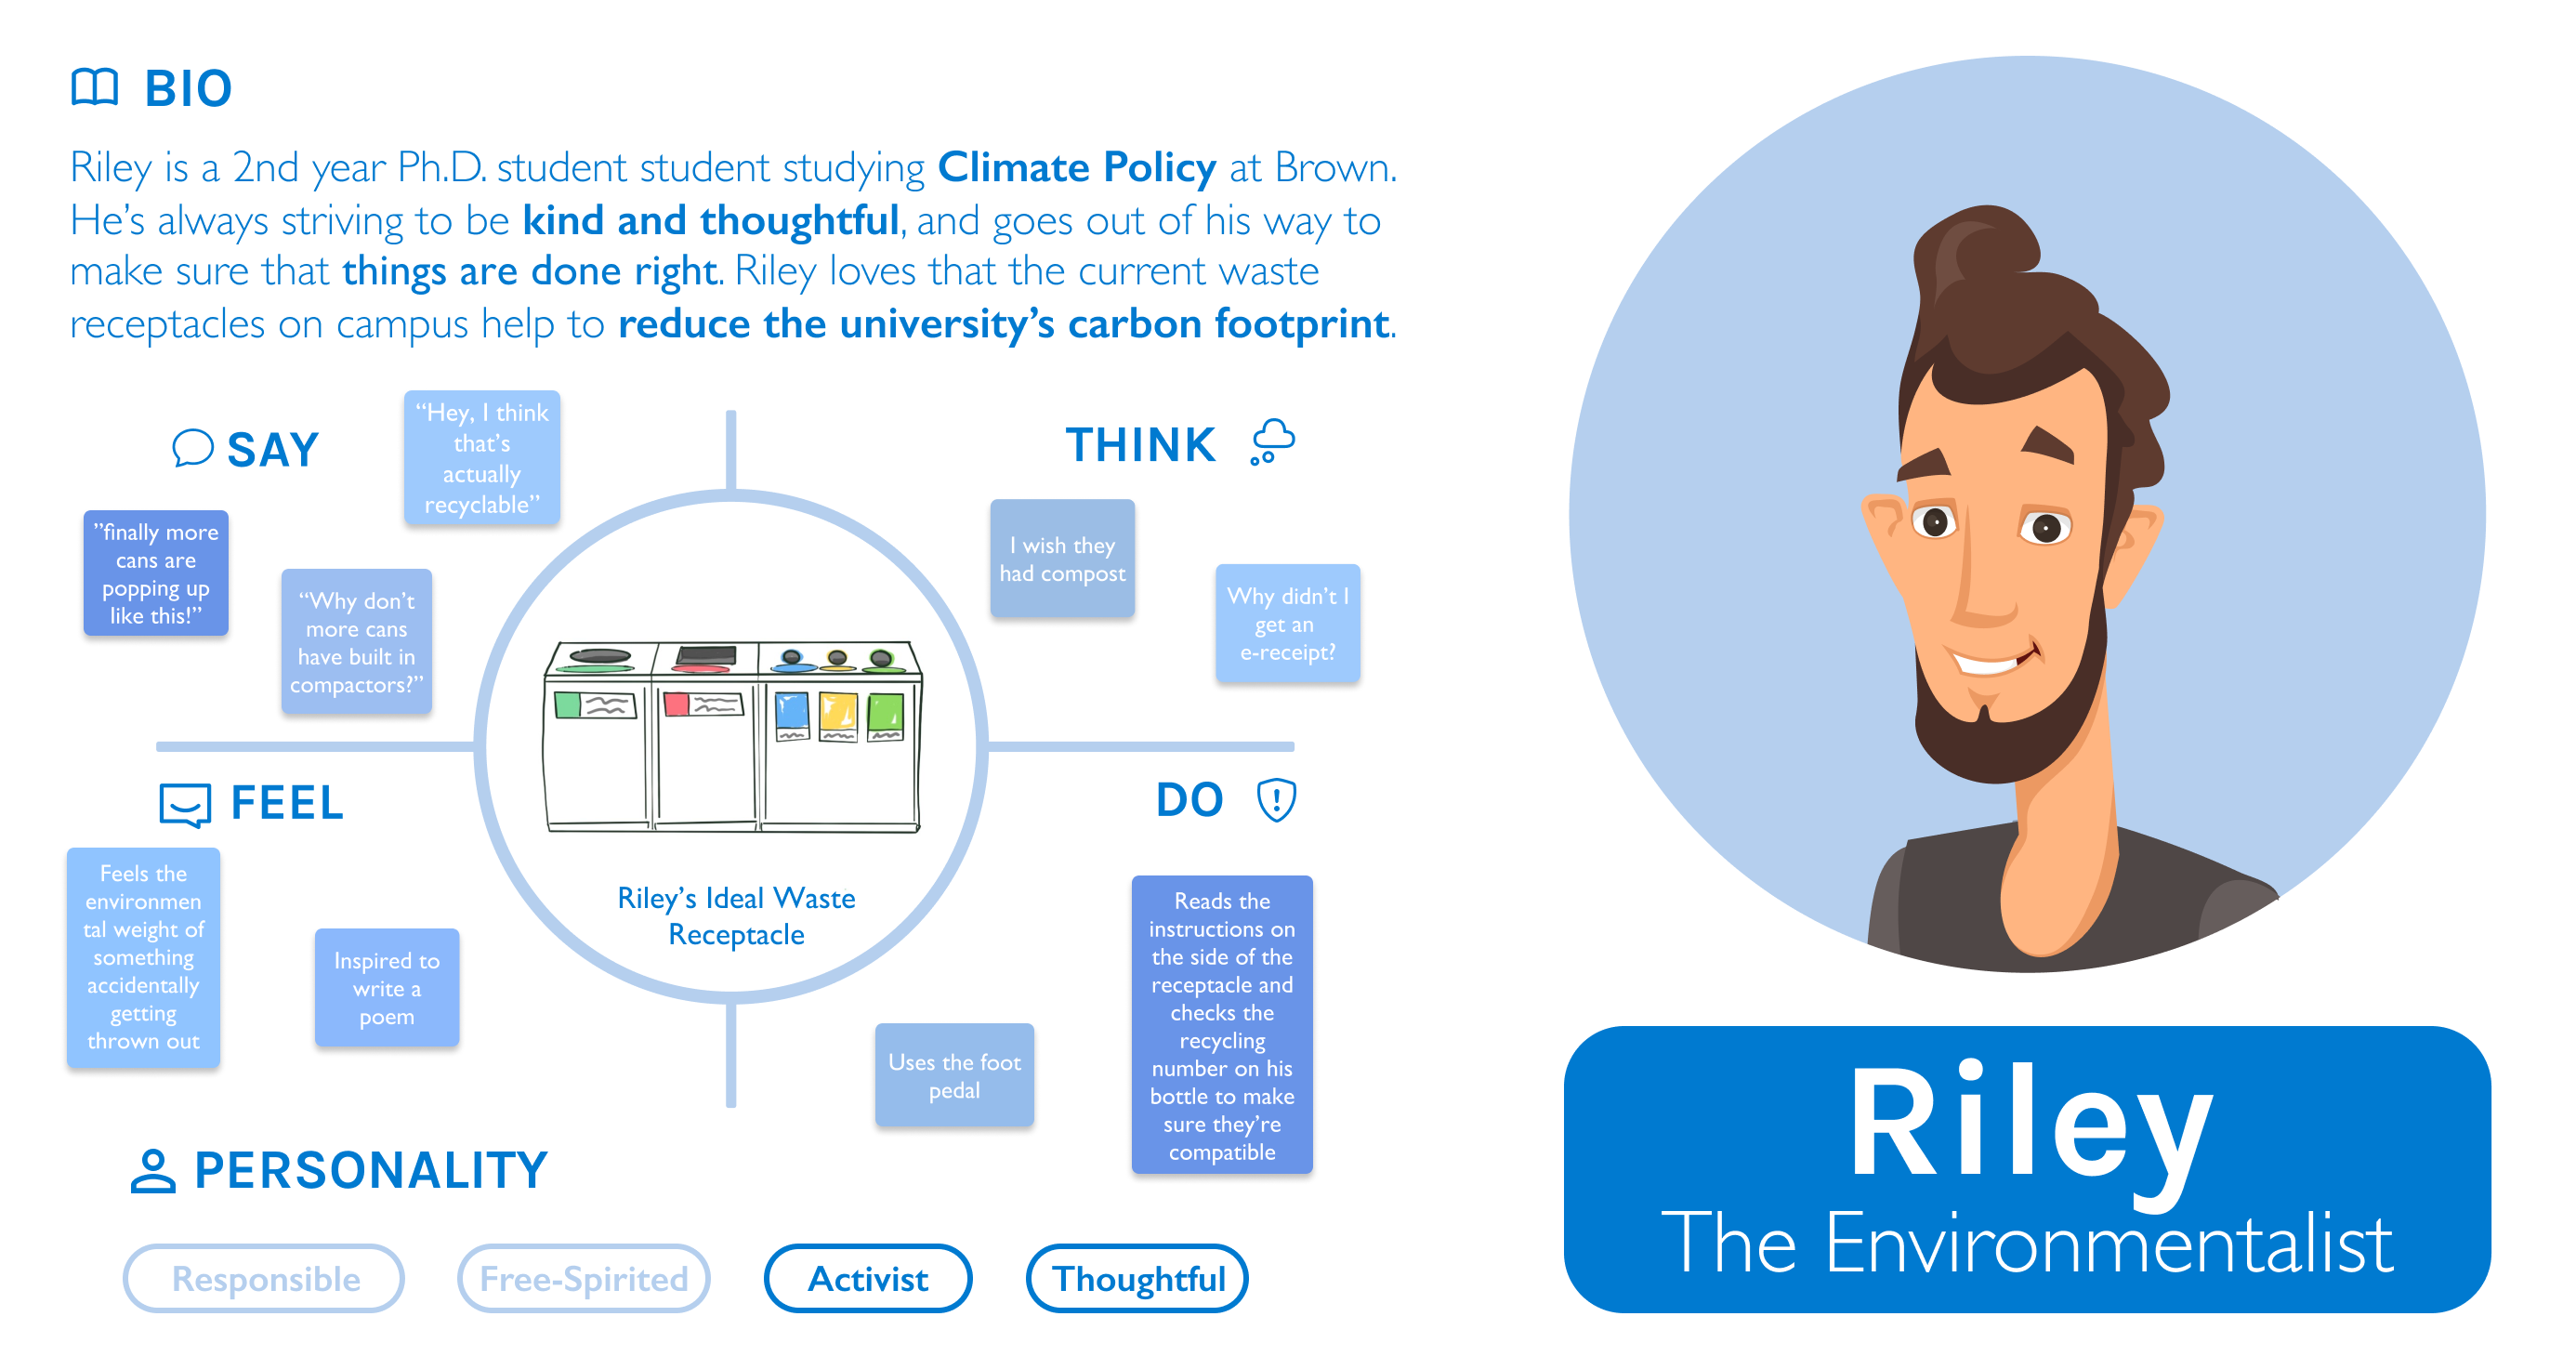 BIO
Riley is a 2nd year Ph.D. student student studying Climate Policy at Brown.
He’s always striving to be kind and thoughtful, and goes out of his way to
make sure that things are done right. Riley loves that the current waste
receptacles on campus help to reduce the university’s carbon footprint.
SAY
“Hey, I think
that’s
actually
recyclable”
”finally more
cans are
popping up
like this!”
“Why don’t
more cans
have built in
compactors?”
THINK
I wish they
had compost
Why didn’t I
get an
e-receipt?
FEEL
Feels the
environmen
tal weight of
something
accidentally
getting
thrown out
Inspired to
write a
poem
Riley’s Ideal Waste
Receptacle
DO
Uses the foot
pedal
Reads the
instructions on
the side of the
receptacle and
checks the
recycling
number on his
bottle to make
sure they’re
compatible
PERSONALITY
Responsible
Free-Spirited
Activist
Thoughtful
Riley
The Environmentalist